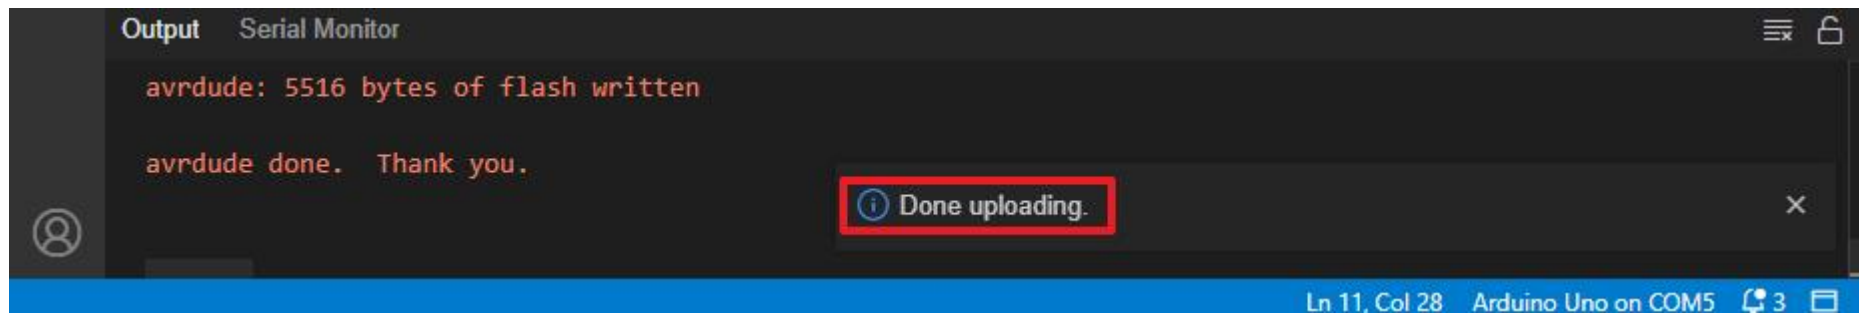 Output Serial Monitor
avrdude: 5516 bytes of flash written
avrdude done.  Thank you.
Done uploading.
Ln 11, Col 28 Arduino Uno on COM5 3